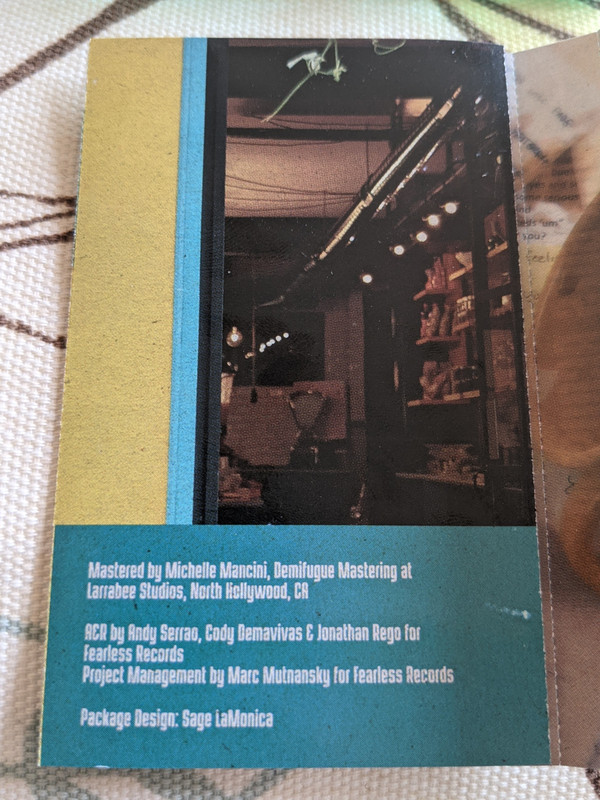 Mastered by Michelle Mancini, Demifugue Mastering at
Larrabee Studios, North Hollywood, CA
A&R by Andy Serrao, Cody Demavivas & Jonathan Rego for
Fearless Records
Project Management by Marc Mutnansky for Fearless Records
Package Design: Sage LaMonica
you?